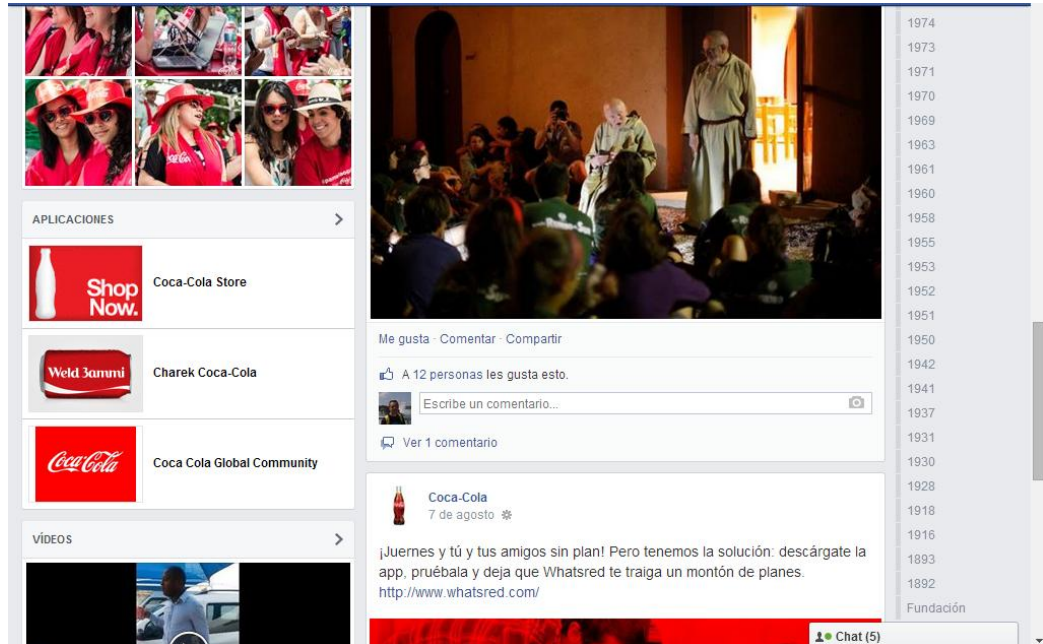 APLICACIONES
Shop
Now.
Coca-Cola Store
Weld 3ammi
Charek Coca-Cola
Coca-Cola
Coca Cola Global Community
VÍDEOS
Me gusta · Comentar · Compartir
A 12 personas les gusta esto.
Escribe un comentario...
Ver 1 comentario
Coca-Cola
7 de agosto
¡Juernes y tú y tus amigos sin plan! Pero tenemos la solución: descárgate la
app, pruébala y deja que Whatsred te traiga un montón de planes.
http://www.whatsred.com/
1974
1973
1971
1970
1969
1963
1961
1960
1958
1955
1953
1952
1951
1950
1942
1941
1937
1931
1930
1928
1918
1916
1893
1892
Fundación
Chat (5)